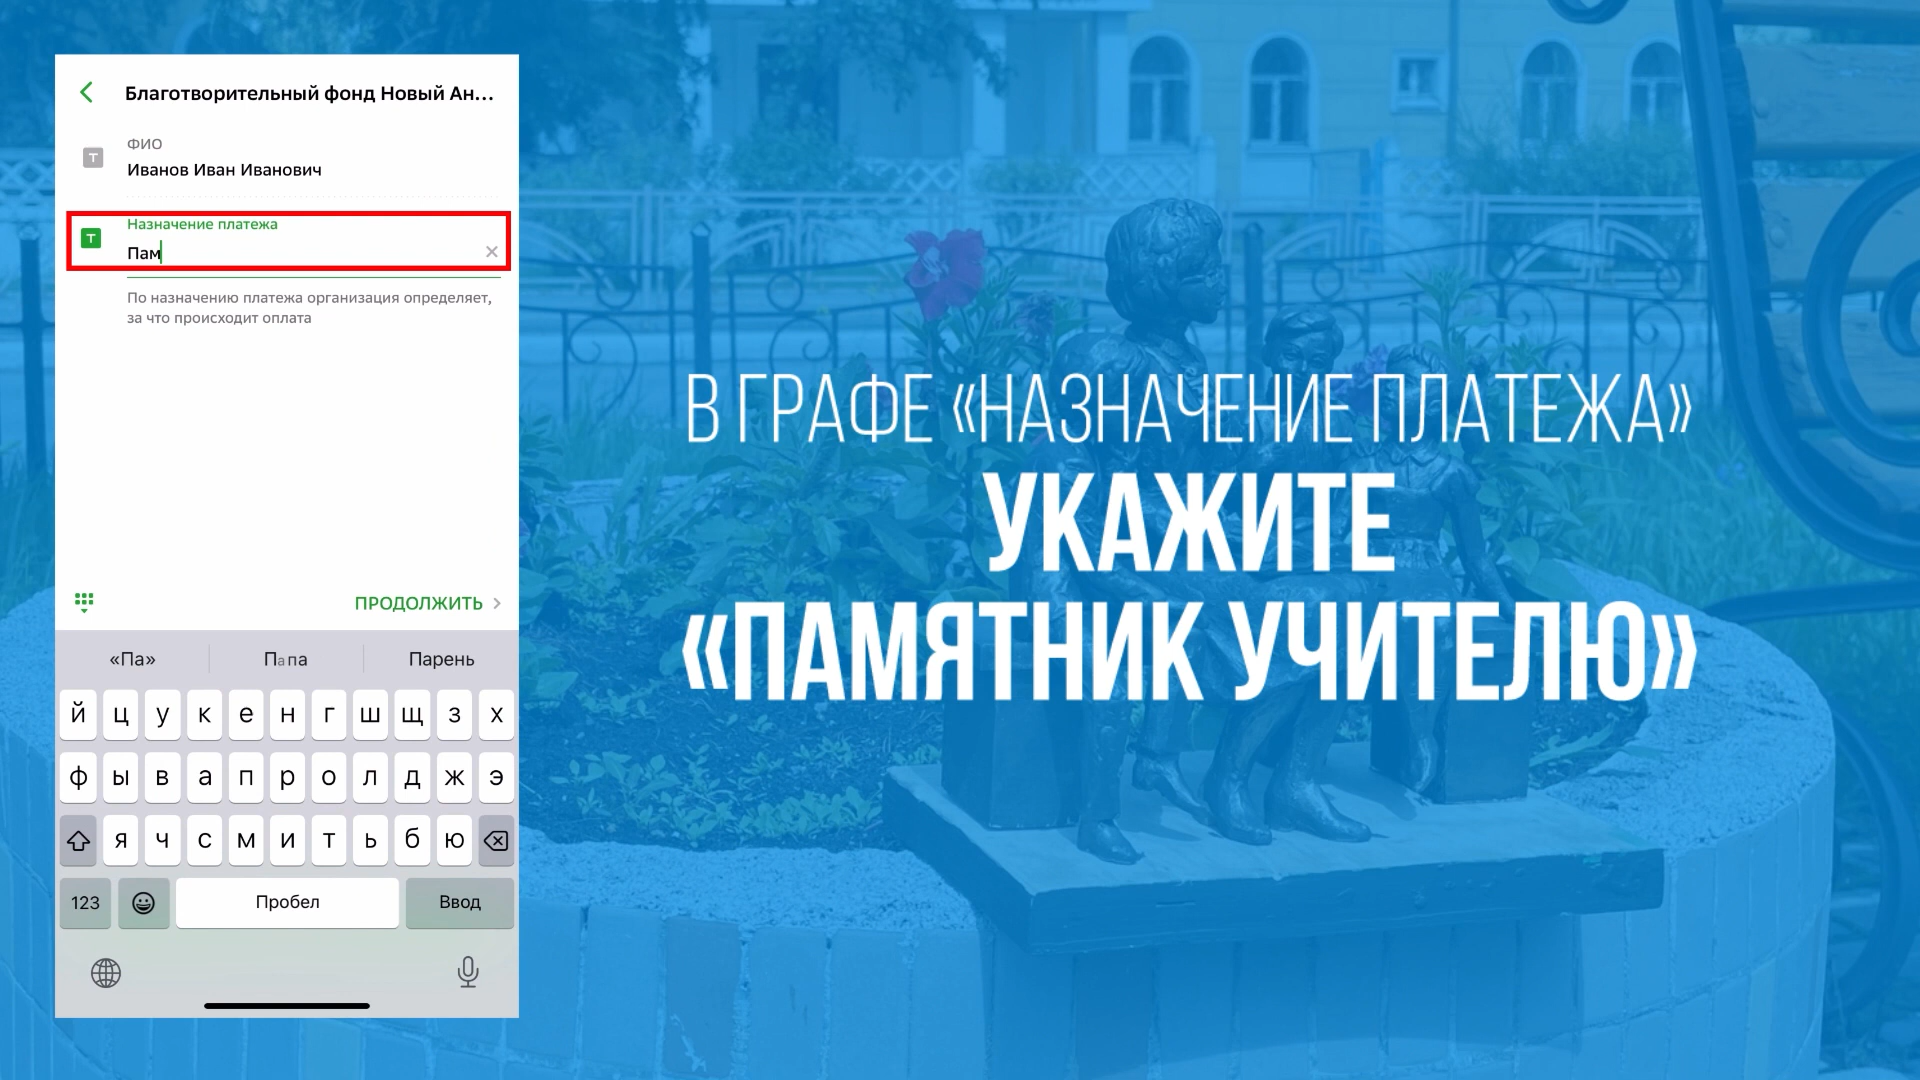 Благотворительный фонд Новый Ан...
Т
ФИО
Иванов Иван Иванович
Т
Назначение платежа
Пам
По назначению платежа организация определяет,
за что происходит оплата
ПРОДОЛЖИТЬ
«Па» Папа Парень
й ц у к е н г ш щ з х
ф ы в а п р о л д ж э
я ч с м и т ь б ю
123 Пробел Ввод
В ГРАФЕ «НАЗНАЧЕНИЕ ПЛАТЕЖА»
УКАЖИТЕ
«ПАМЯТНИК УЧИТЕЛЮ»